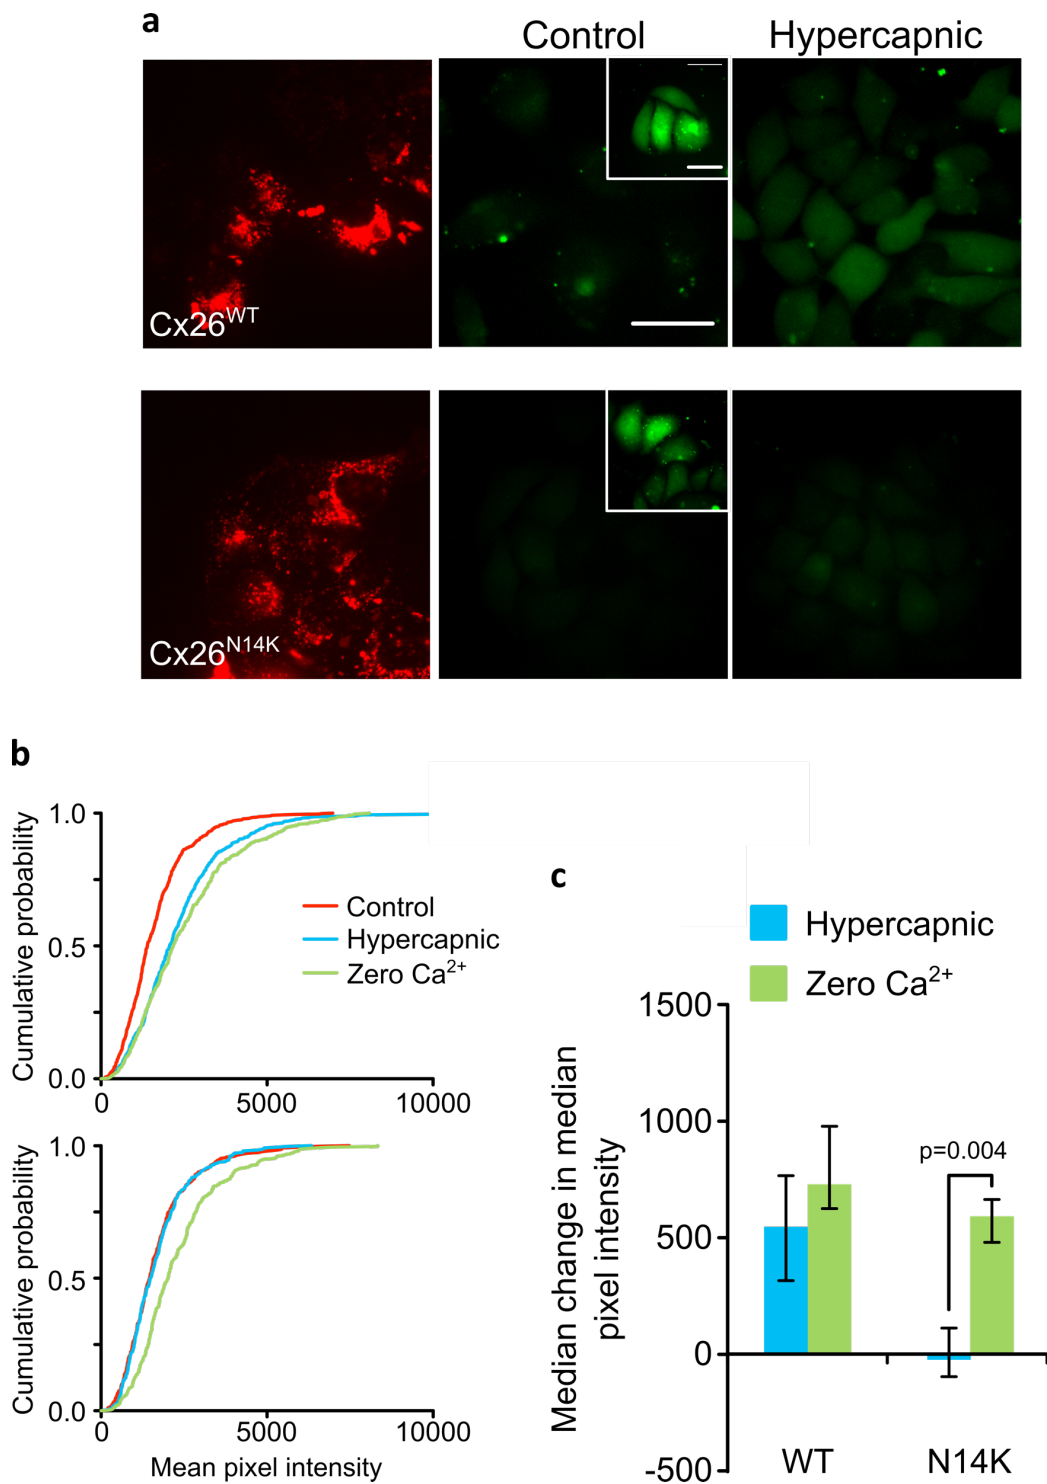 a
Control
Hypercapnic
Cx26WT
Cx26N14K
b
1.0
0.5
0.0
0
5000
10000
Cumulative probability
Control
Hypercapnic
Zero Ca2+
1.0
0.5
0.0
0
5000
10000
Cumulative probability
Mean pixel intensity
c
Hypercapnic
Zero Ca2+
1500
1000
500
0
-500
Median change in median
pixel intensity
p=0.004
WT
N14K